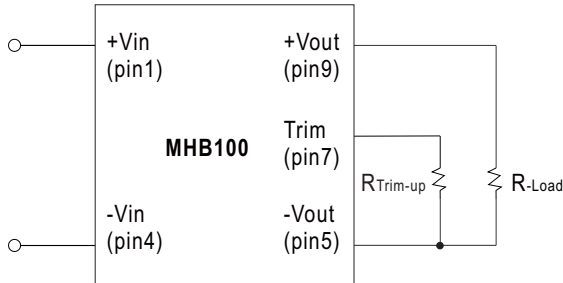 +Vin
(pin1)
+Vout
(pin9)
Trim
(pin7)
MHB100
RTrim-up
R-Load
-Vin
(pin4)
-Vout
(pin5)